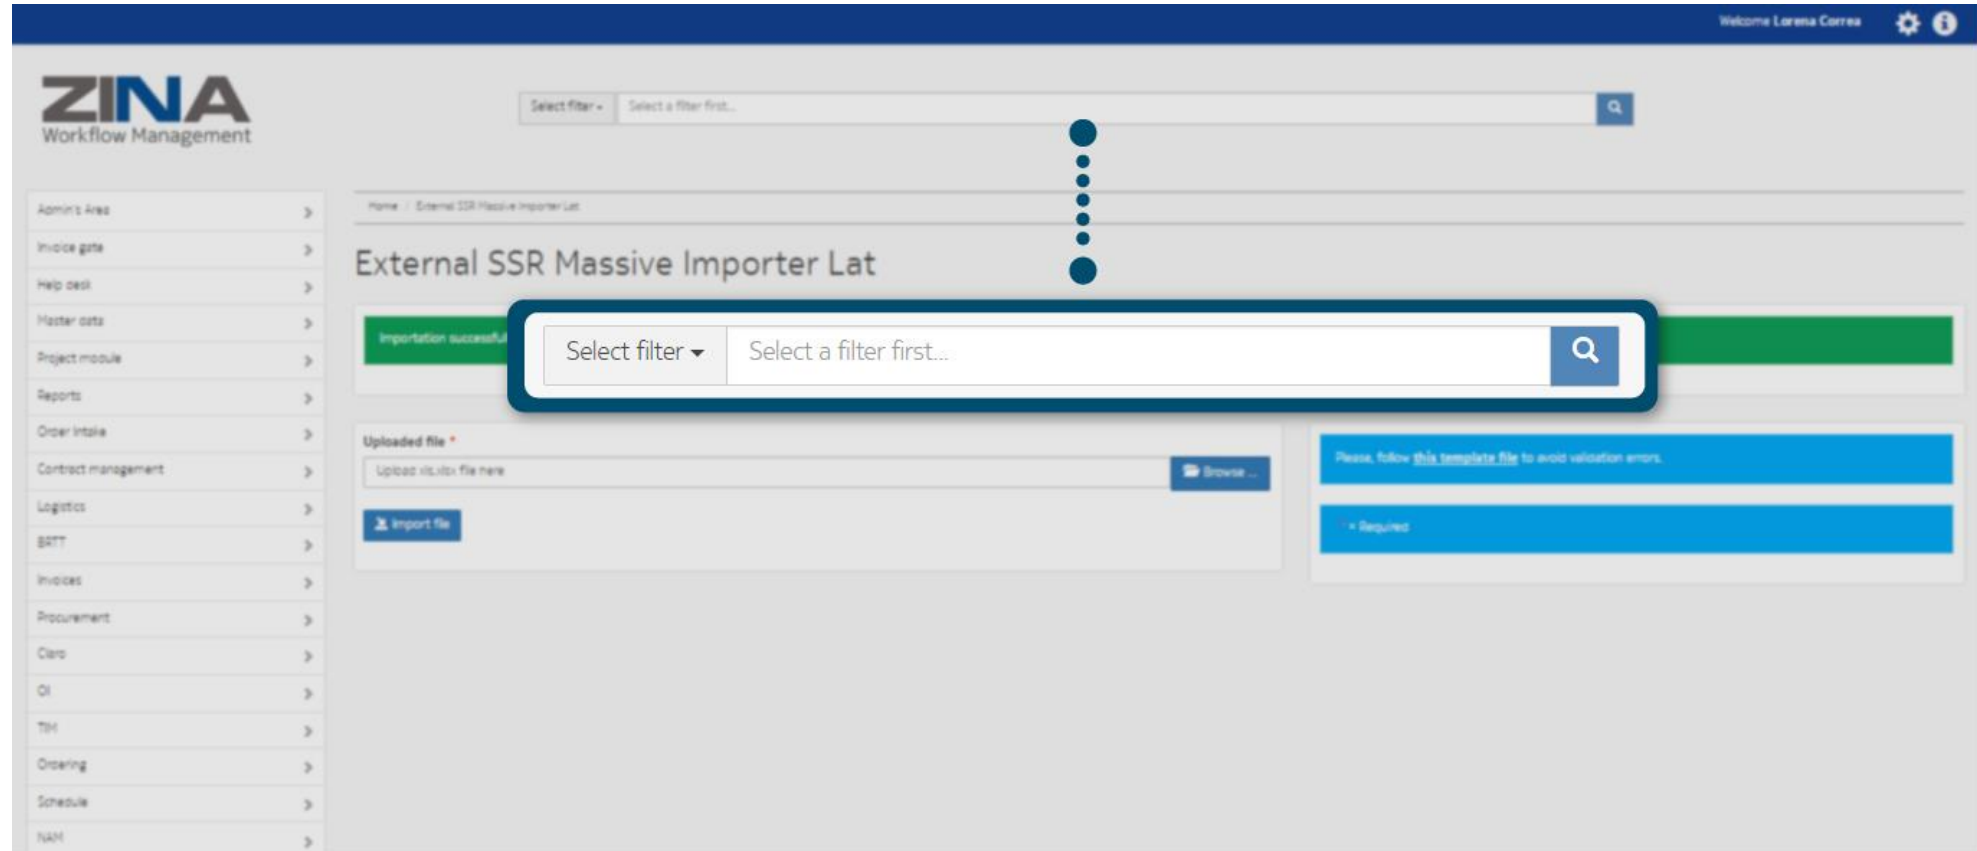 Welcome Lorena Correa
ZINA
Workflow Management
Select filter
Select a filter first...
Admin's Area
Invoice gate
Help desk
Master data
Project module
Reports
Order Intake
Contract management
Logistics
BRTT
Invoices
Procurement
Claro
OI
TIM
Ordering
Schedule
NAM
Home / External SSR Massive Importer Lat
External SSR Massive Importer Lat
Importation successful
Select filter
Select a filter first...
Uploaded file *
Upload xls,xlsx file here
Browse ...
Import file
Please, follow this template file to avoid validation errors.
* = Required